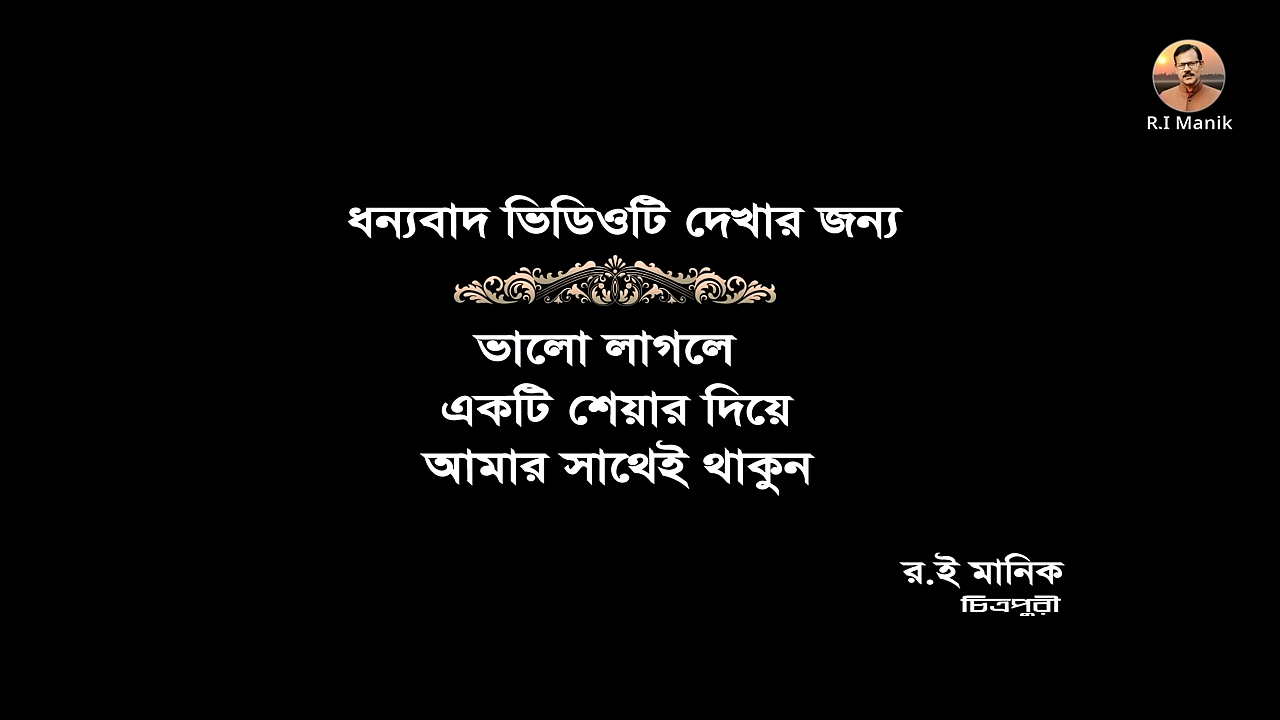 R.I Manik
ধন্যবাদ ভিডিওটি দেখার জন্য
ভালো লাগলে
একটি শেয়ার দিয়ে
আমার সাথেই থাকুন
র.ই মানিক
চিত্রপুরী